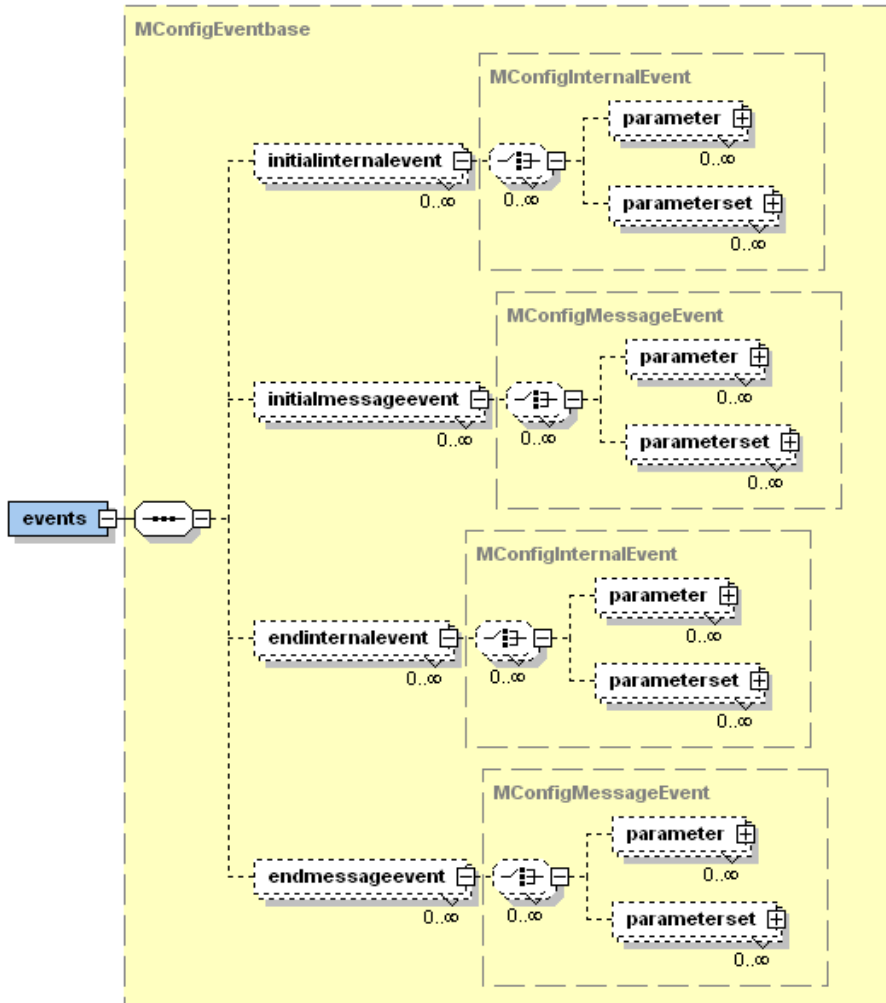 MConfigEventbase
MConfigInternalEvent
parameter
0..∞
initialinternalevent
0..∞
0..∞
parameterset
0..∞
MConfigMessageEvent
parameter
0..∞
initialmessageevent
0..∞
0..∞
parameterset
0..∞
events
MConfigInternalEvent
parameter
0..∞
endinternalevent
0..∞
0..∞
parameterset
0..∞
MConfigMessageEvent
parameter
0..∞
endmessageevent
0..∞
0..∞
parameterset
0..∞